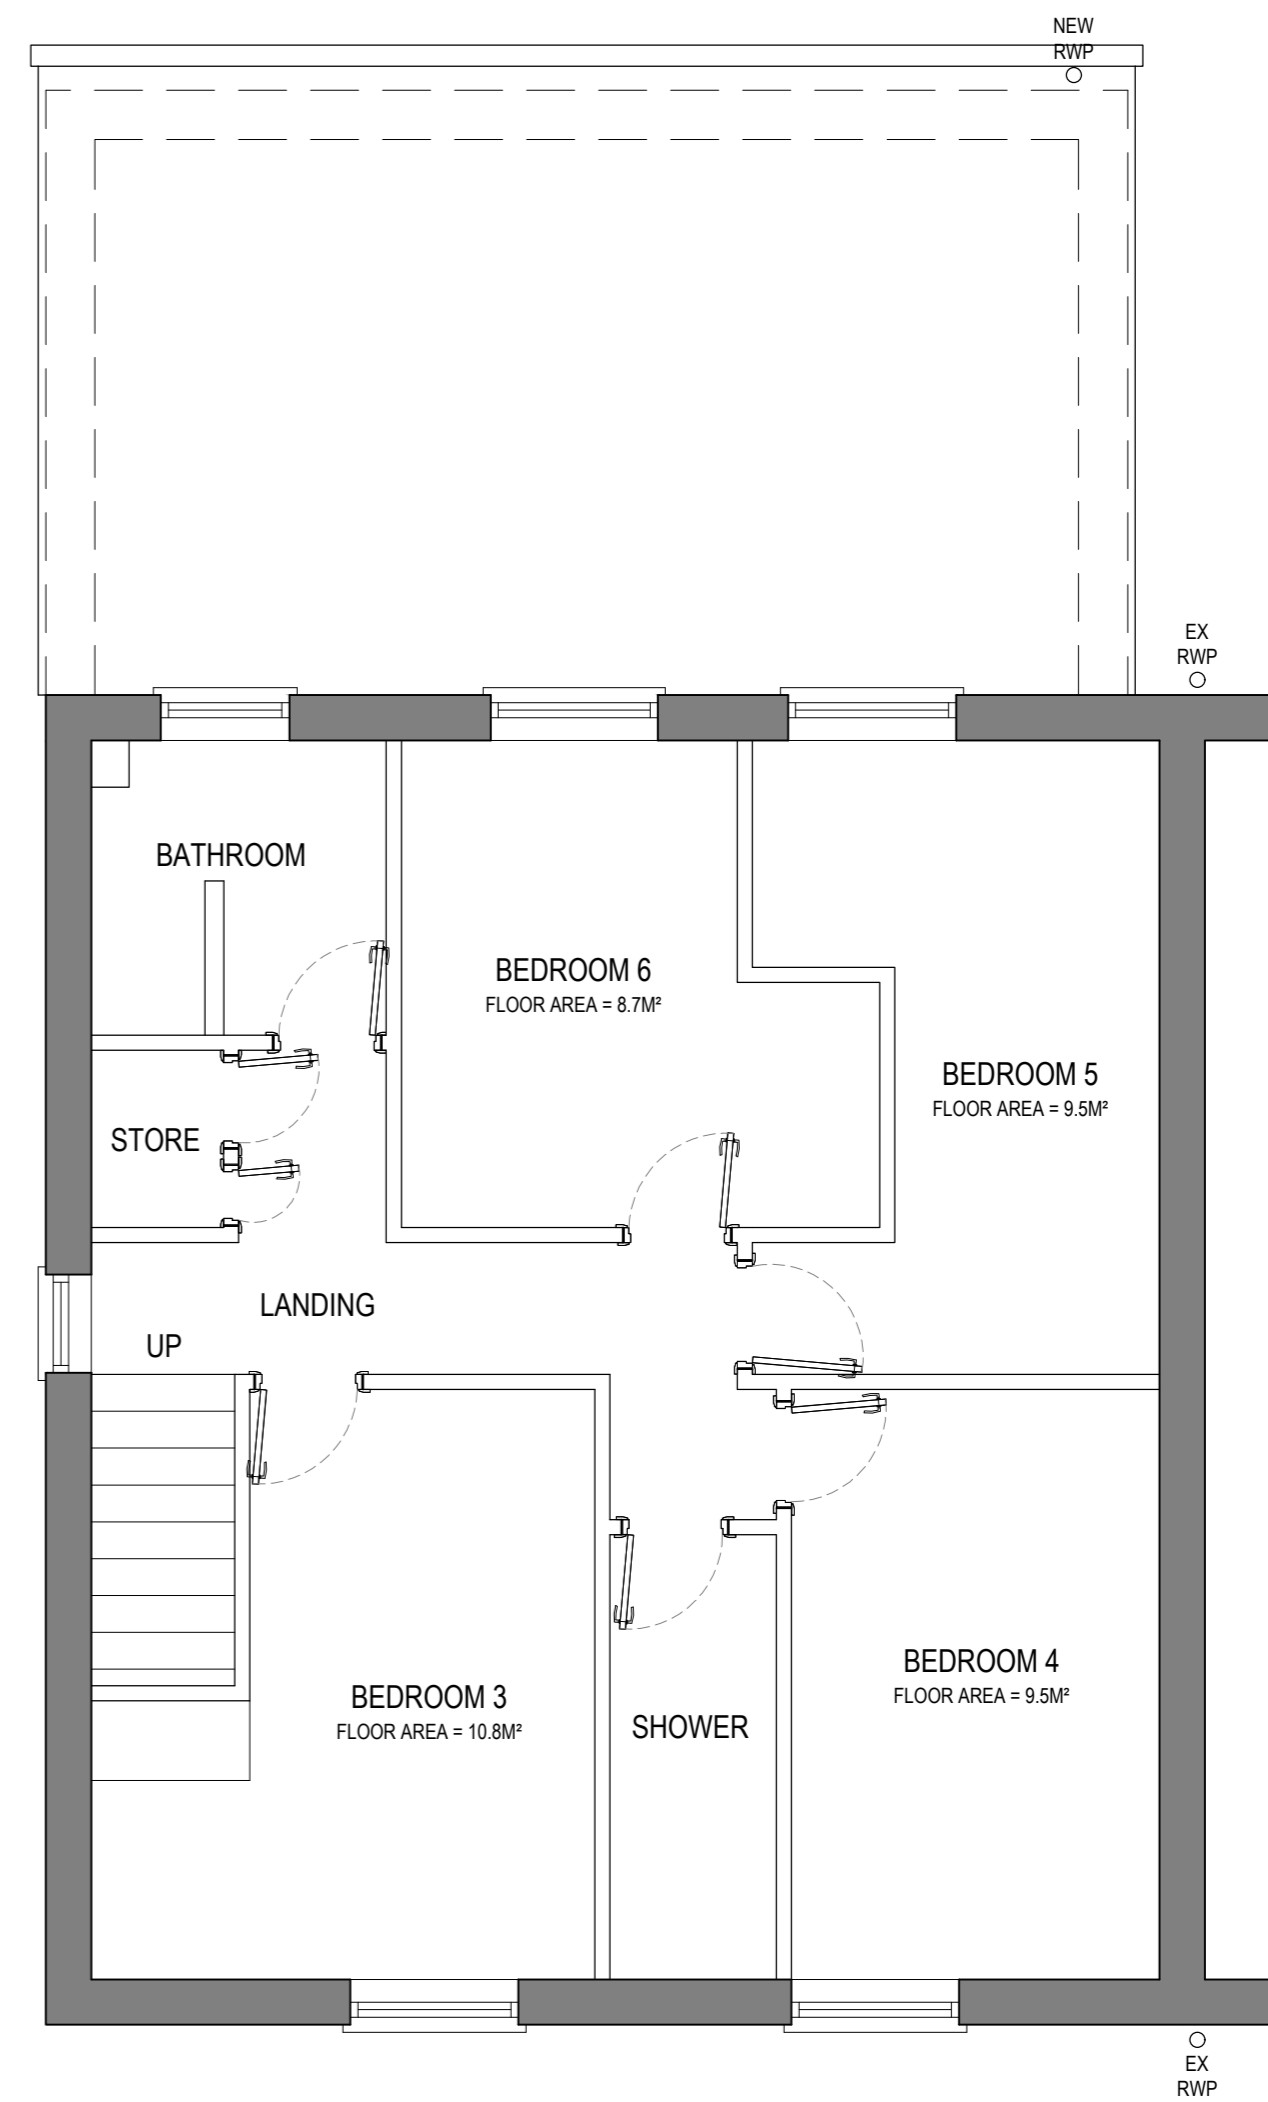 NEW
RWP
EX
RWP
BATHROOM
BEDROOM 6
FLOOR AREA = 8.7M²
BEDROOM 5
FLOOR AREA = 9.5M²
STORE
LANDING
UP
BEDROOM 4
FLOOR AREA = 9.5M²
BEDROOM 3
FLOOR AREA = 10.8M²
SHOWER
EX
RWP